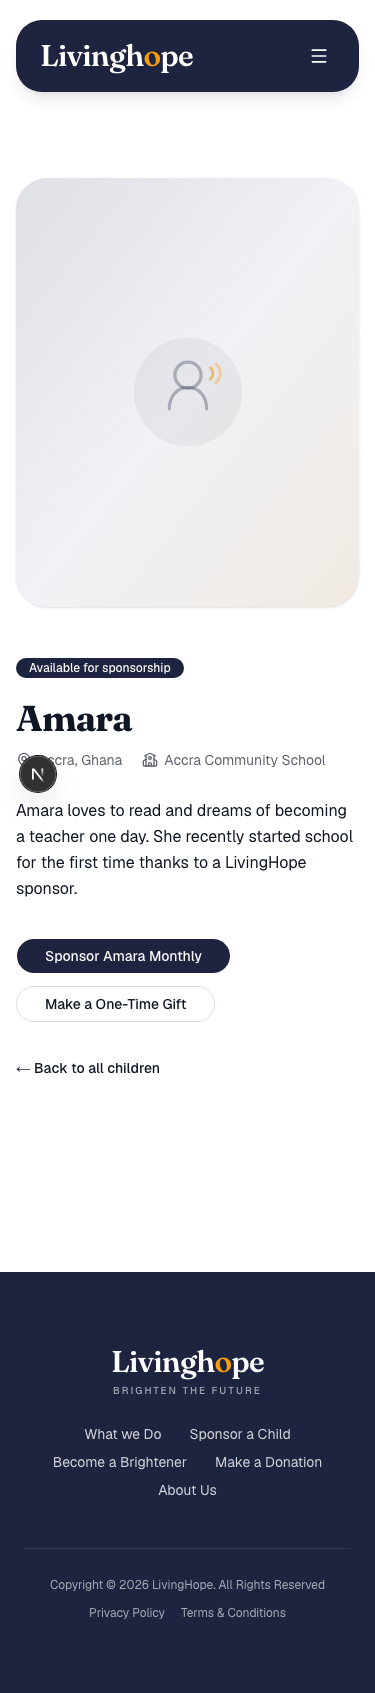 Livinghope
Available for sponsorship
Amara
Ghana
Accra Community School
N
Amara loves to read and dreams of becoming
a teacher one day. She recently started school
for the first time thanks to a LivingHope
sponsor.
Sponsor Amara Monthly
Make a One-Time Gift
← Back to all children
Livinghope
BRIGHTEN THE FUTURE
What we Do Sponsor a Child
Become a Brightener Make a Donation
About Us
Copyright © 2026 LivingHope. All Rights Reserved
Privacy Policy Terms & Conditions